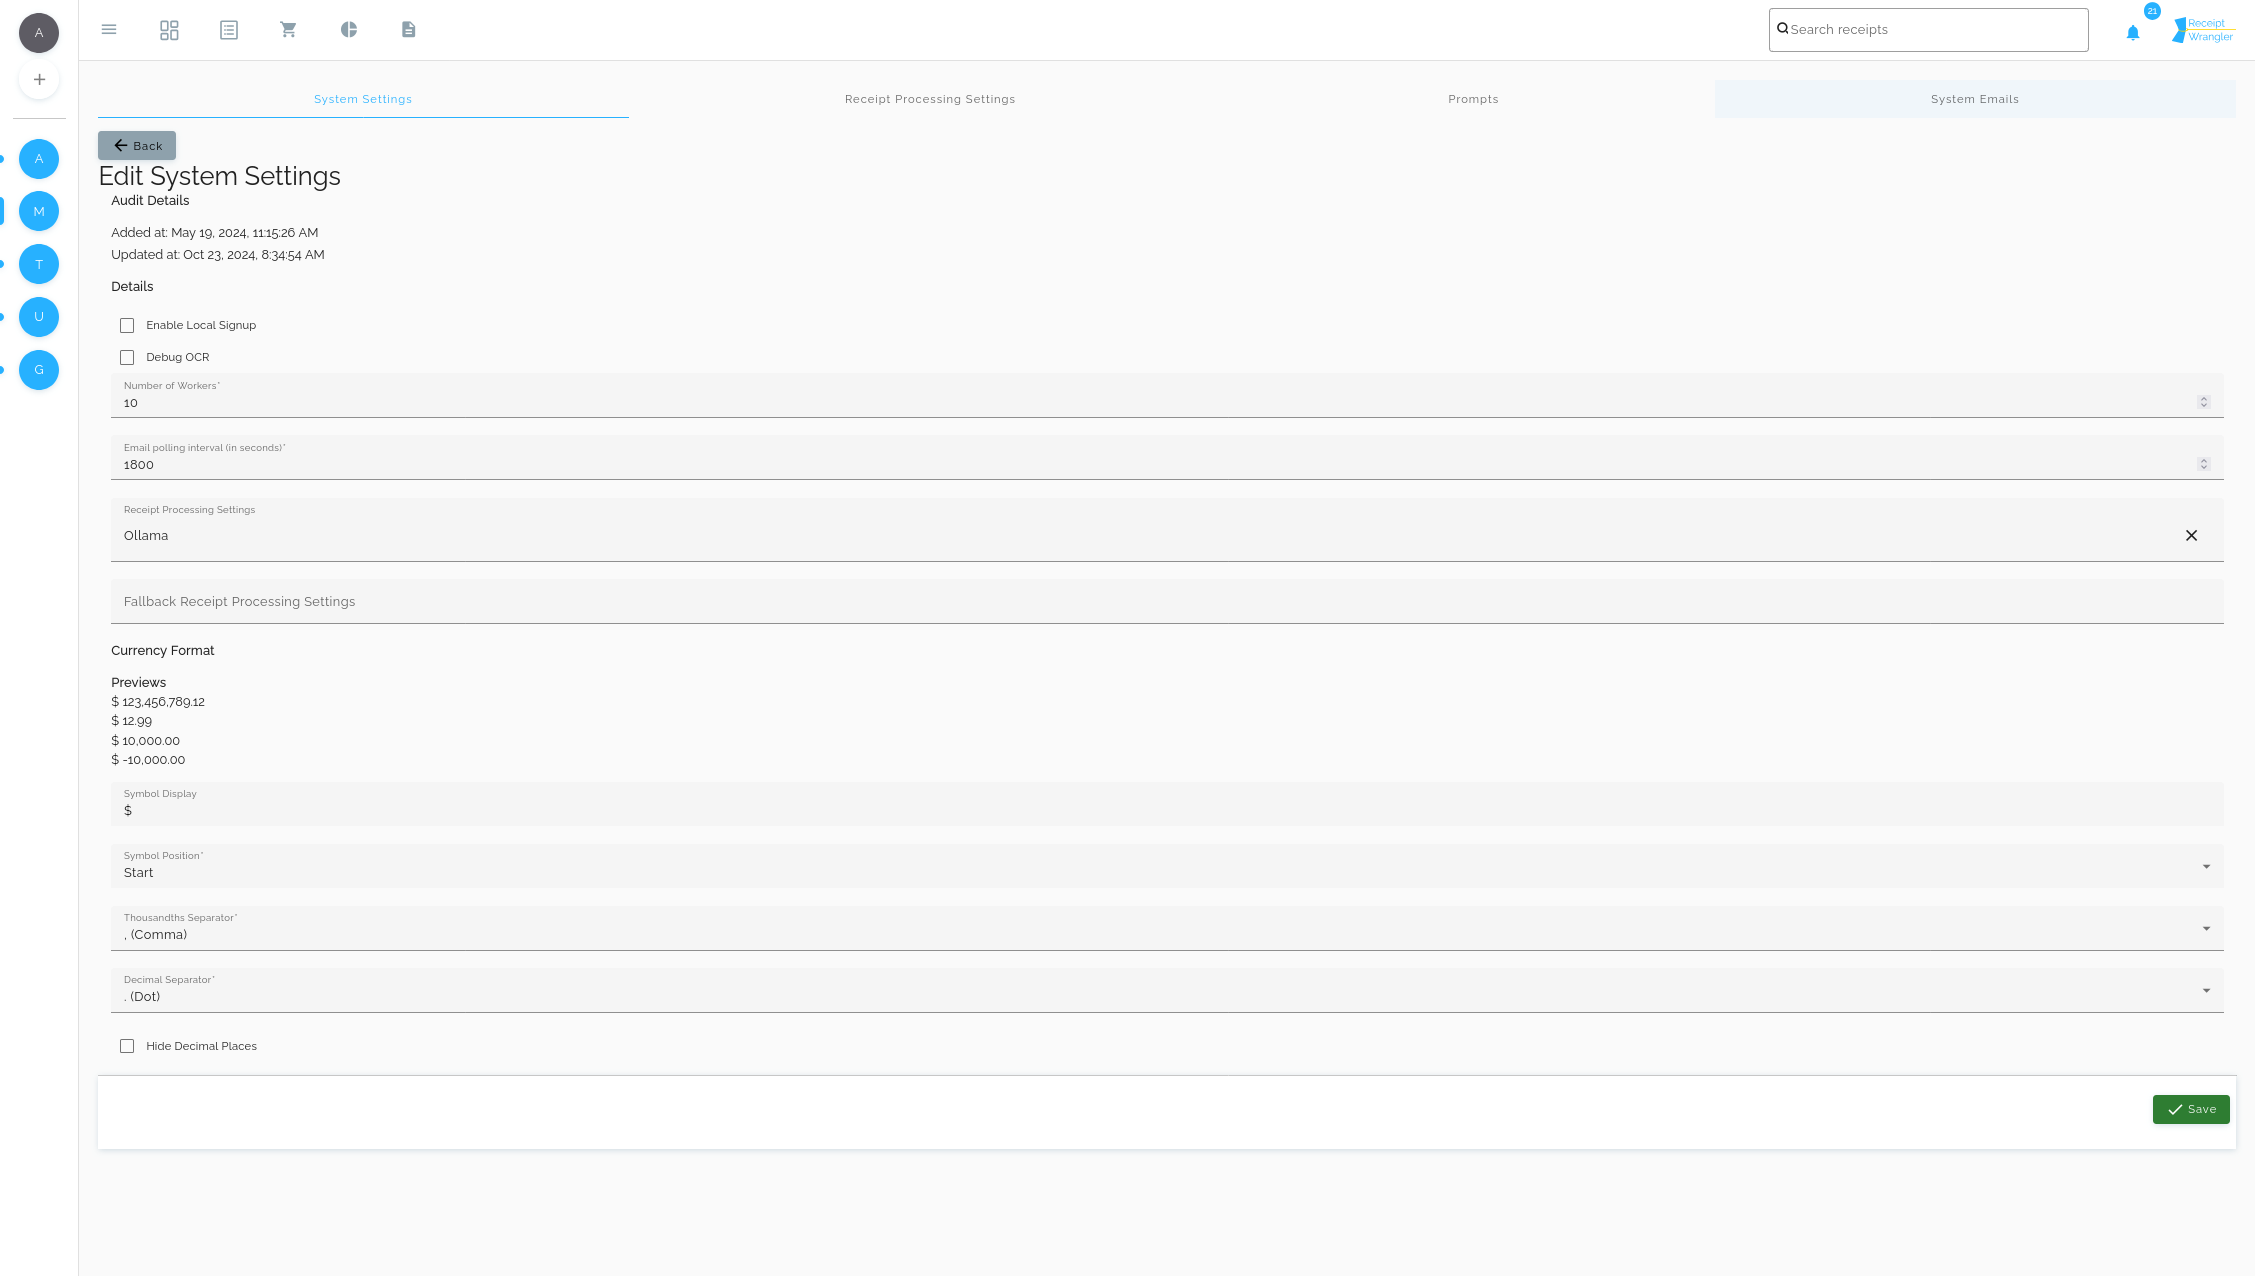 A
Search receipts
21
Receipt
Wrangler
+
System Settings
Receipt Processing Settings
Prompts
System Emails
A
Back
Edit System Settings
Audit Details
M
Added at: May 19, 2024, 11:15:26 AM
Updated at: Oct 23, 2024, 8:34:54 AM
T
Details
U
Enable Local Signup
Debug OCR
G
Number of Workers*
10
Email polling interval (in seconds)*
1800
Receipt Processing Settings
Ollama
Fallback Receipt Processing Settings
Currency Format
Previews
$ 123,456,789.12
$ 12.99
$ 10,000.00
$ -10,000.00
Symbol Display
$
Symbol Position*
Start
Thousandths Separator*
, (Comma)
Decimal Separator*
. (Dot)
Hide Decimal Places
Save